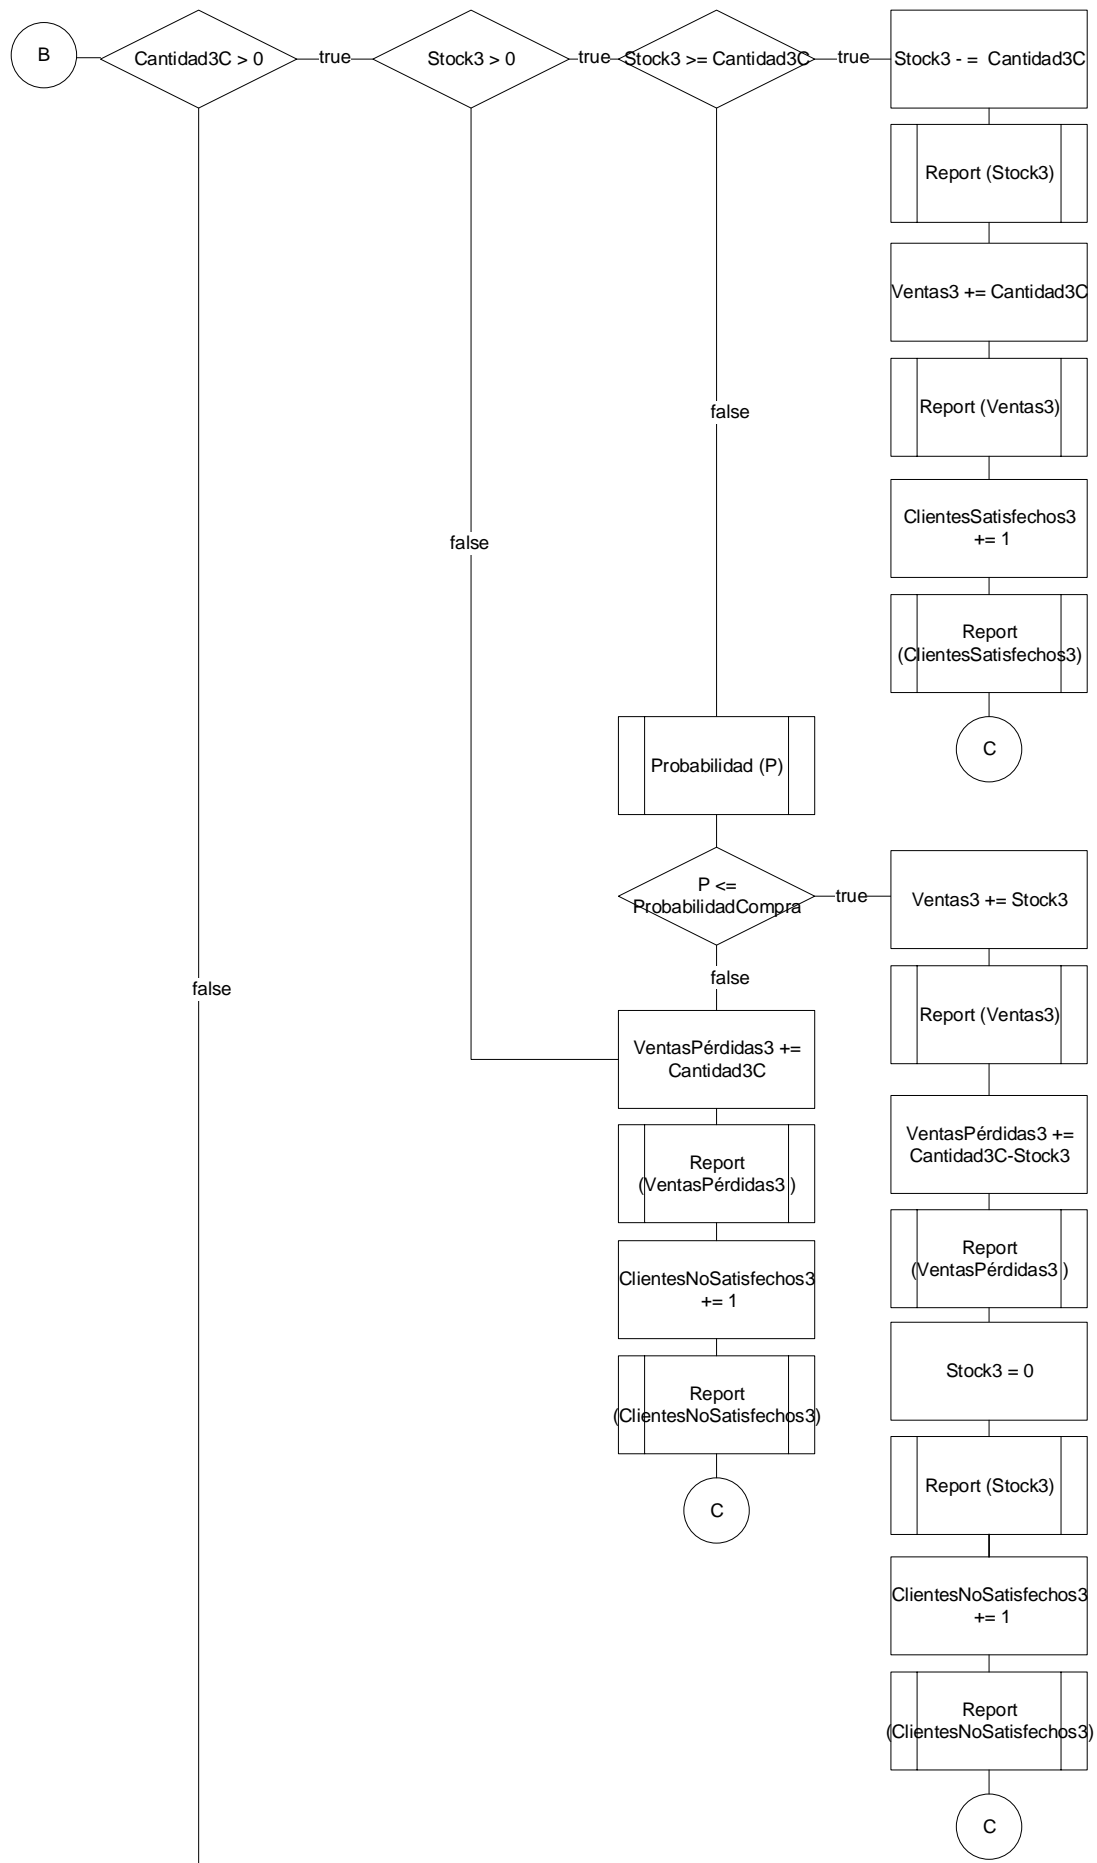 B
Cantidad3C > 0
true
Stock3 > 0
true
Stock3 >= Cantidad3C
true
Stock3 - = Cantidad3C
Report (Stock3)
Ventas3 += Cantidad3C
Report (Ventas3)
ClientesSatisfechos3
+= 1
Report
(ClientesSatisfechos3)
C
false
false
false
Probabilidad (P)
P <=
ProbabilidadCompra
true
false
VentasPérdidas3 +=
Cantidad3C
Report
(VentasPérdidas3 )
ClientesNoSatisfechos3
+= 1
Report
(ClientesNoSatisfechos3)
C
Ventas3 += Stock3
Report (Ventas3)
VentasPérdidas3 +=
Cantidad3C-Stock3
Report
(VentasPérdidas3 )
Stock3 = 0
Report (Stock3)
ClientesNoSatisfechos3
+= 1
Report
(ClientesNoSatisfechos3)
C